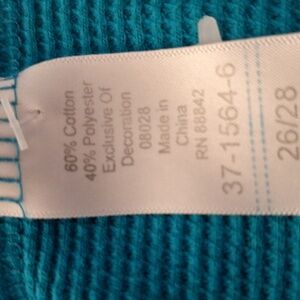 60% Cotton
40% Polyester
Exclusive Of
Decoration
08028
Made in
China
RN 88842
37-1564-6
26/28